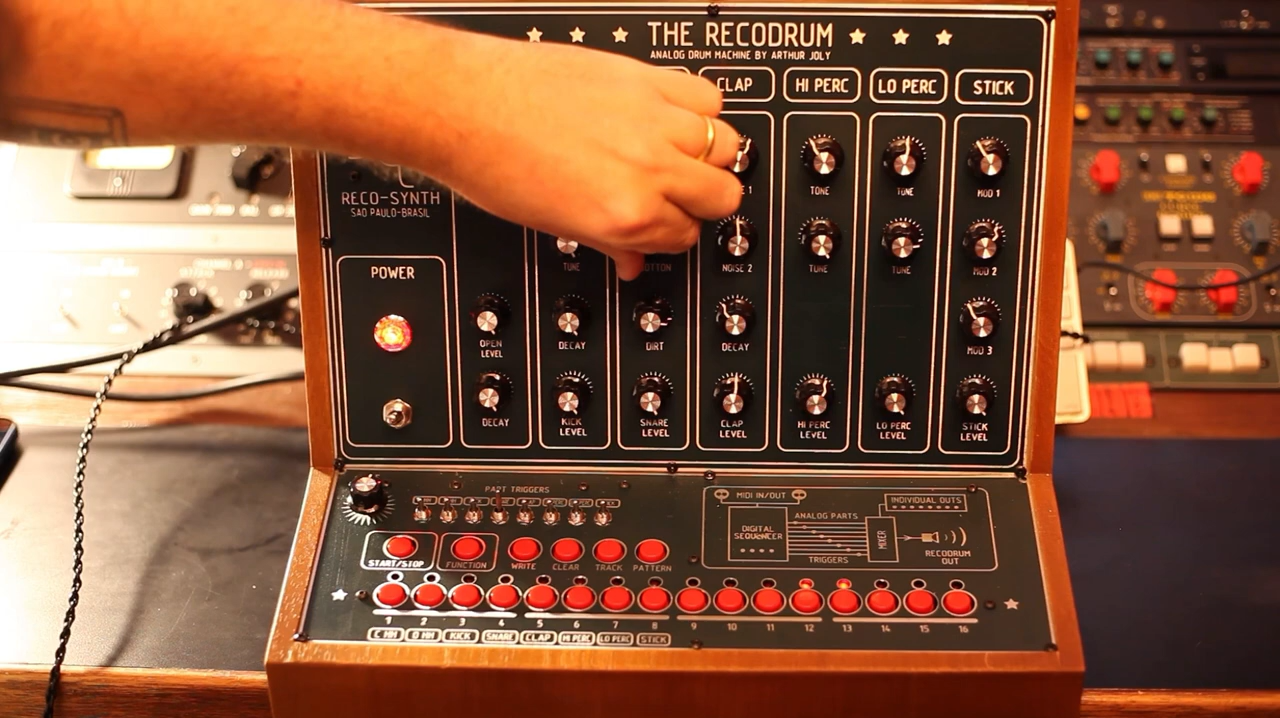 THE RECODRUM
ANALOG DRUM MACHINE BY ARTHUR JOLY
CLAP
HI PERC
LO PERC
STICK
TONE
TONE
MOD 1
RECO-SYNTH
SAO PAULO-BRASIL
TUNE
NOISE 2
TUNE
TUNE
MOD 2
POWER
OPEN LEVEL
DECAY
DIRT
DECAY
MOD 3
DECAY
KICK LEVEL
SNARE LEVEL
CLAP LEVEL
HI PERC LEVEL
LO PERC LEVEL
STICK LEVEL
PART TRIGGERS
MIDI IN/OUT
INDIVIDUAL OUTS
ANALOG PARTS
DIGITAL SEQUENCER
MIXER
TRIGGERS
RECODRUM OUT
START/STOP
FUNCTION
WRITE
CLEAR
TRACK
PATTERN
1 2 3 4 5 6 7 8 9 10 11 12 13 14 15 16
C HH
O HH
KICK
SNARE
CLAP
HI PERC
LO PERC
STICK